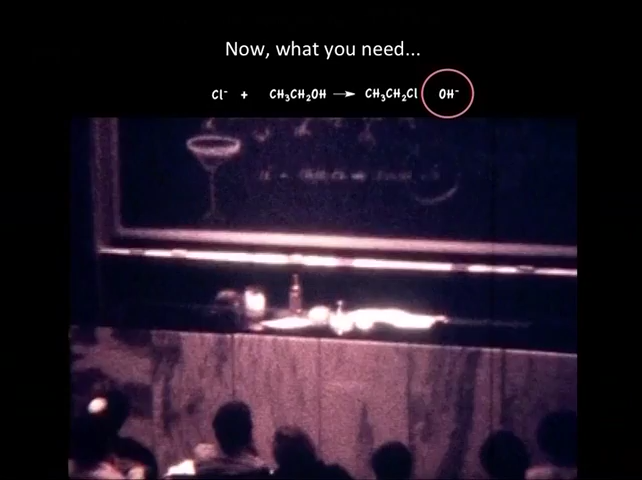 Now, what you need...
Cl⁻ + CH₃CH₂OH → CH₃CH₂Cl OH⁻